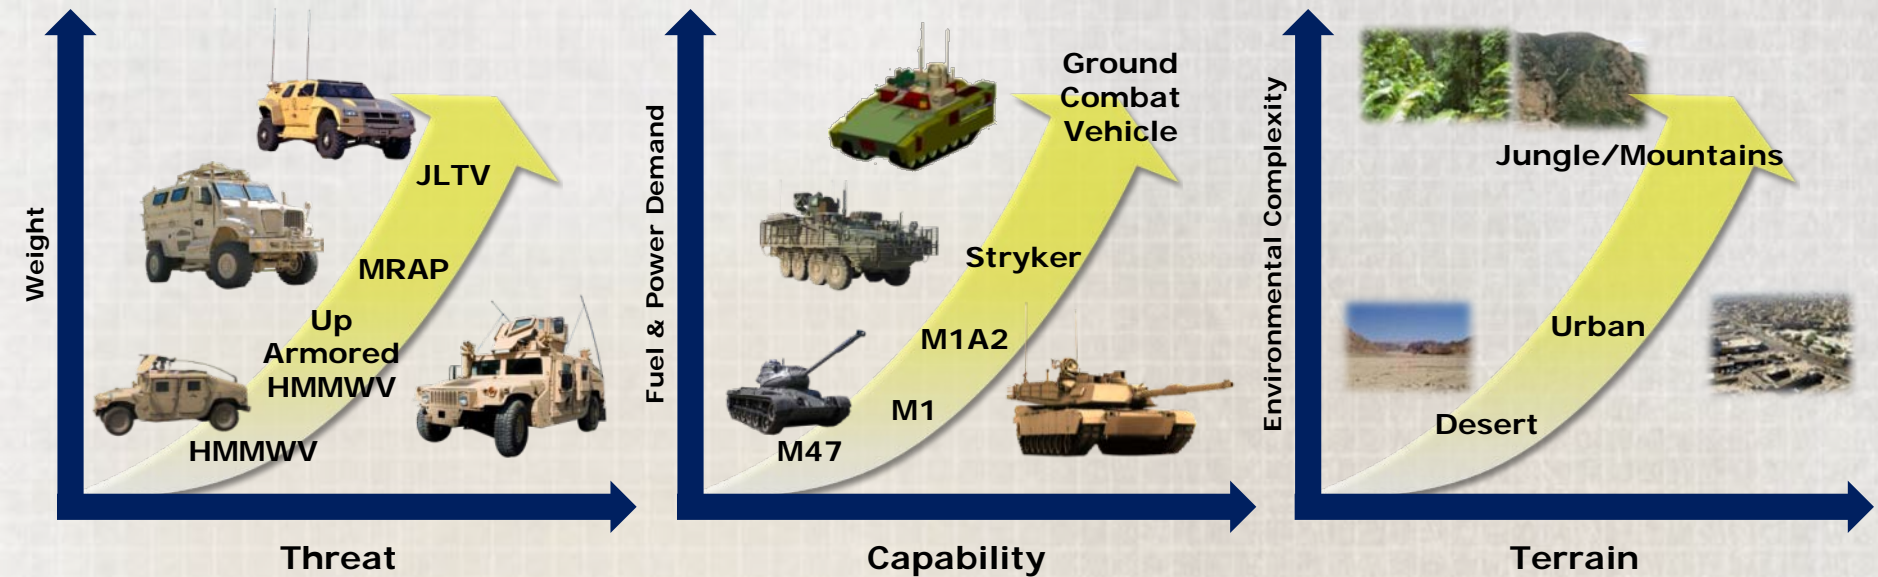 Weight
JLTV
MRAP
Up
Armored
HMMWV
HMMWV
Threat
Fuel & Power Demand
Ground
Combat
Vehicle
Stryker
M1A2
M1
M47
Capability
Environmental Complexity
Jungle/Mountains
Urban
Desert
Terrain